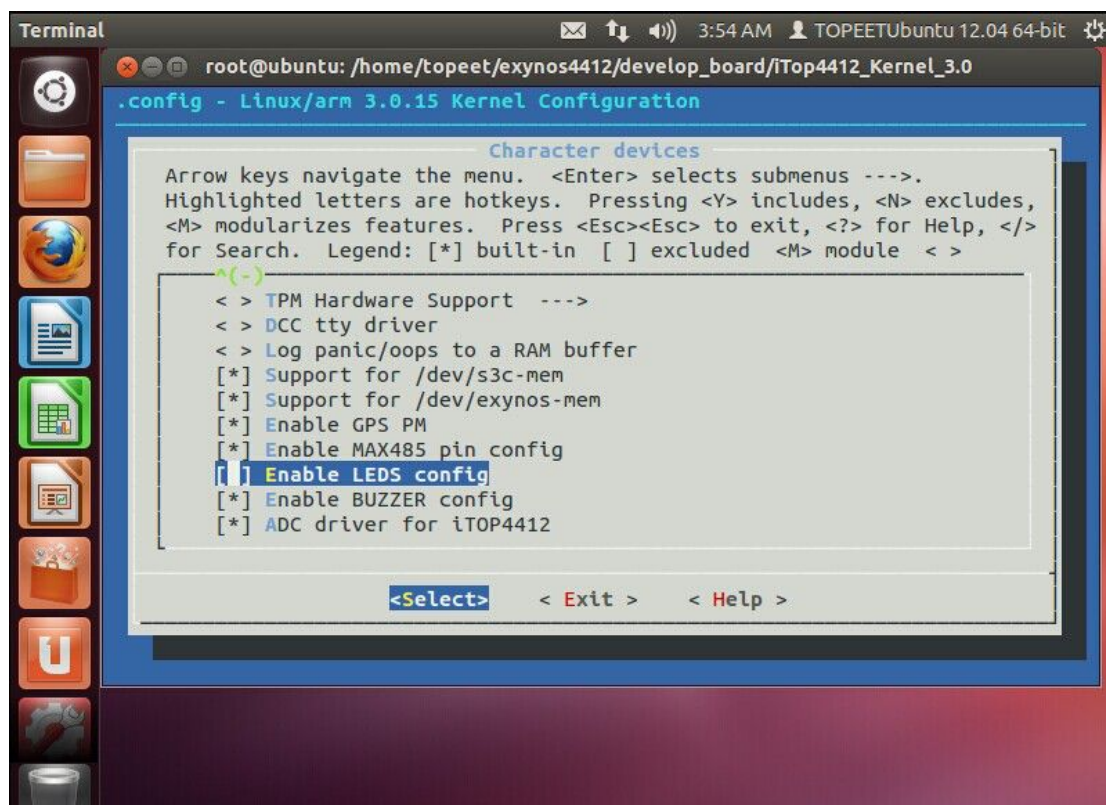 Terminal 3:54 AM TOPEETUbuntu 12.04 64-bit
root@ubuntu: /home/topeet/exynos4412/develop_board/iTop4412_Kernel_3.0
.config - Linux/arm 3.0.15 Kernel Configuration
Character devices
Arrow keys navigate the menu.  <Enter> selects submenus --->.
Highlighted letters are hotkeys.  Pressing <Y> includes, <N> excludes,
<M> modularizes features.  Press <Esc><Esc> to exit, <?> for Help, </>
for Search.  Legend: [*] built-in  [ ] excluded  <M> module  < >
^(-)
< > TPM Hardware Support  --->
< > DCC tty driver
< > Log panic/oops to a RAM buffer
[*] Support for /dev/s3c-mem
[*] Support for /dev/exynos-mem
[*] Enable GPS PM
[*] Enable MAX485 pin config
[ ] Enable LEDS config
[*] Enable BUZZER config
[*] ADC driver for iTOP4412
<Select>    < Exit >    < Help >